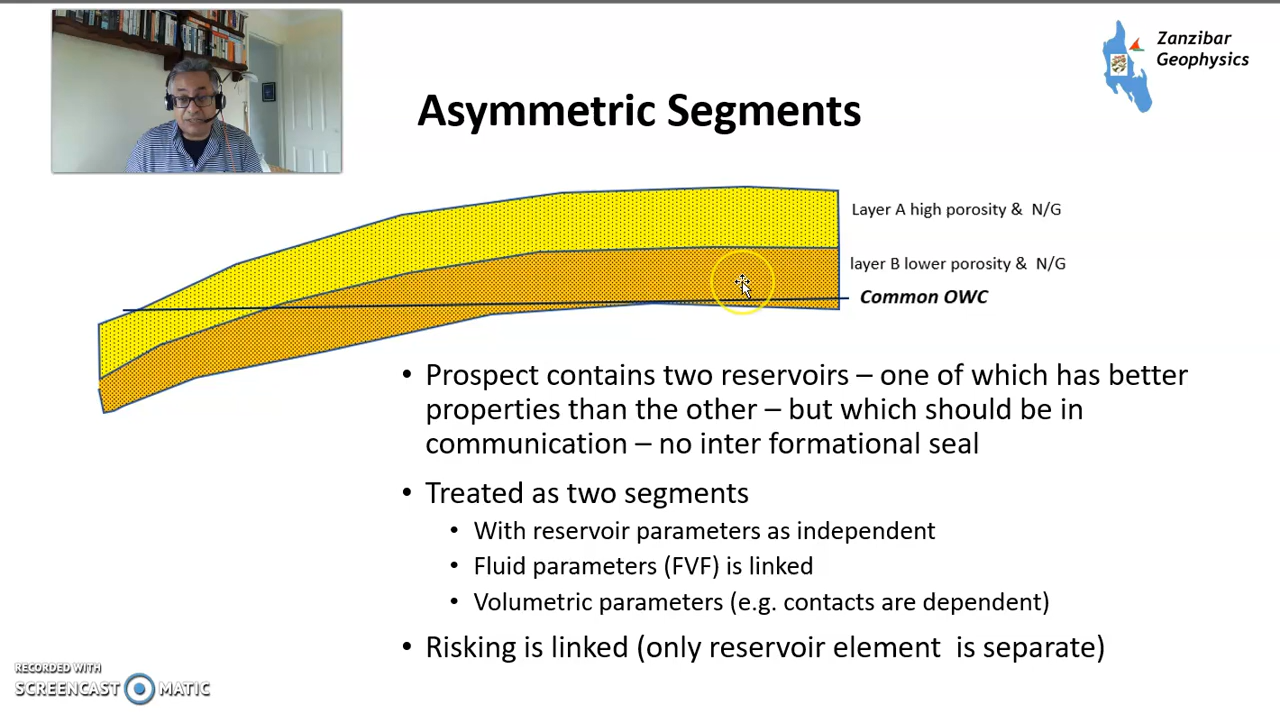 Zanzibar
Geophysics
Asymmetric Segments
Layer A high porosity & N/G
layer B lower porosity & N/G
Common OWC
• Prospect contains two reservoirs – one of which has better
properties than the other – but which should be in
communication – no inter formational seal
• Treated as two segments
• With reservoir parameters as independent
• Fluid parameters (FVF) is linked
• Volumetric parameters (e.g. contacts are dependent)
• Risking is linked (only reservoir element is separate)
RECORDED WITH
SCREENCAST MATIC